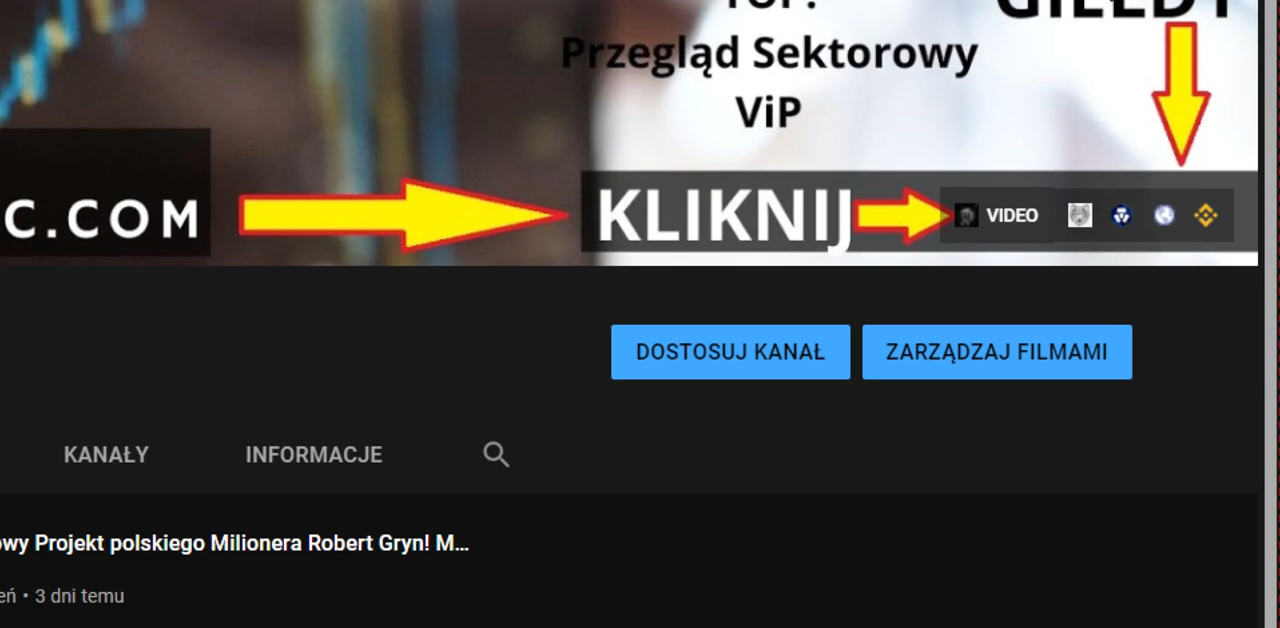 GIEŁDY
Przegląd Sektorowy
ViP
C.COM
KLIKNIJ
VIDEO
DOSTOSUJ KANAŁ
ZARZĄDZAJ FILMAMI
KANAŁY
INFORMACJE
Projekt polskiego Milionera Robert Gryn! M...
3 dni temu